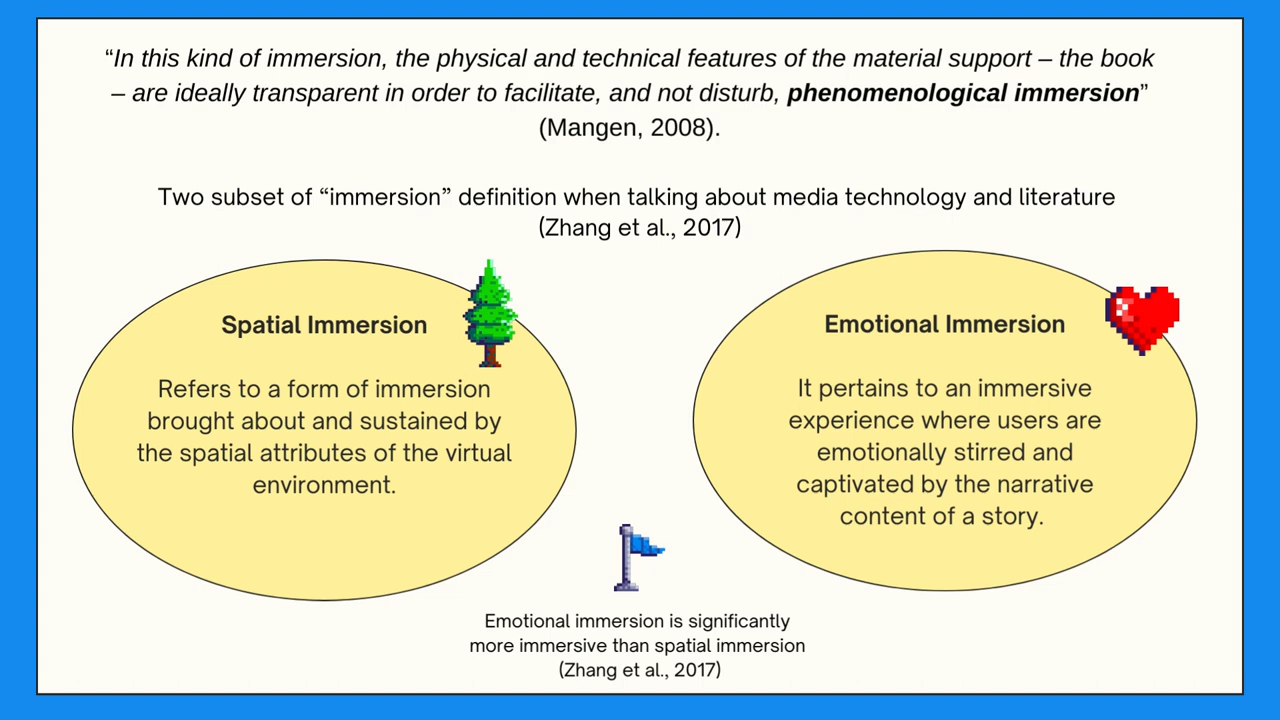 “In this kind of immersion, the physical and technical features of the material support – the book
– are ideally transparent in order to facilitate, and not disturb, phenomenological immersion”
(Mangen, 2008).
Two subset of “immersion” definition when talking about media technology and literature
(Zhang et al., 2017)
Spatial Immersion
Refers to a form of immersion
brought about and sustained by
the spatial attributes of the virtual
environment.
Emotional Immersion
It pertains to an immersive
experience where users are
emotionally stirred and
captivated by the narrative
content of a story.
Emotional immersion is significantly
more immersive than spatial immersion
(Zhang et al., 2017)